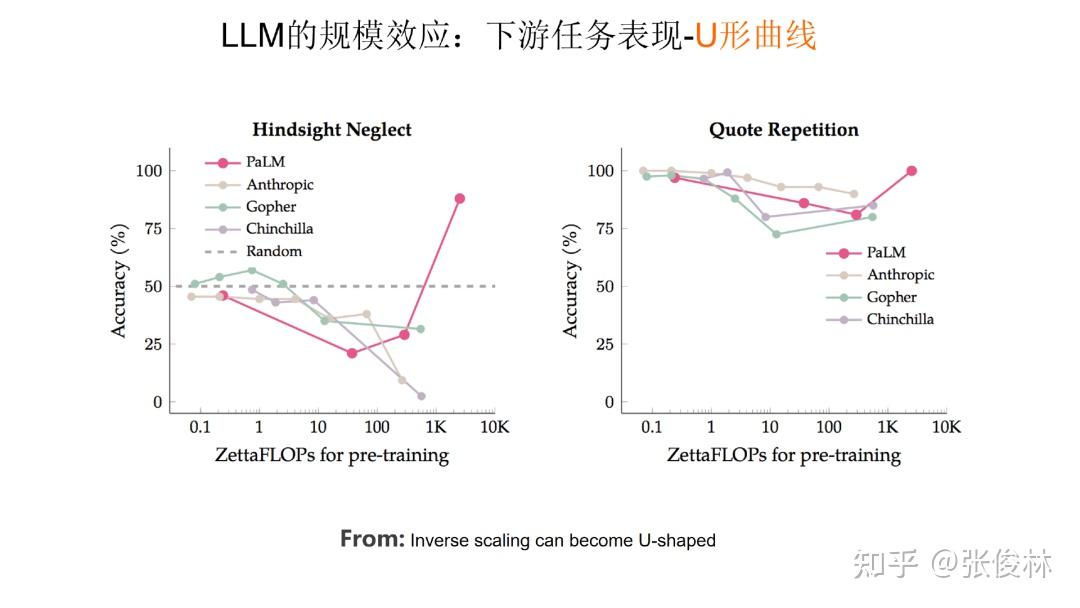 LLM的规模效应：下游任务表现-U形曲线
Hindsight Neglect
PaLM
Anthropic
Gopher
Chinchilla
Random
Accuracy (%)
100
75
50
25
0
0.1 1 10 100 1K 10K
ZettaFLOPs for pre-training
Quote Repetition
PaLM
Anthropic
Gopher
Chinchilla
Accuracy (%)
100
75
50
25
0
0.1 1 10 100 1K 10K
ZettaFLOPs for pre-training
From: Inverse scaling can become U-shaped
知乎 @张俊林